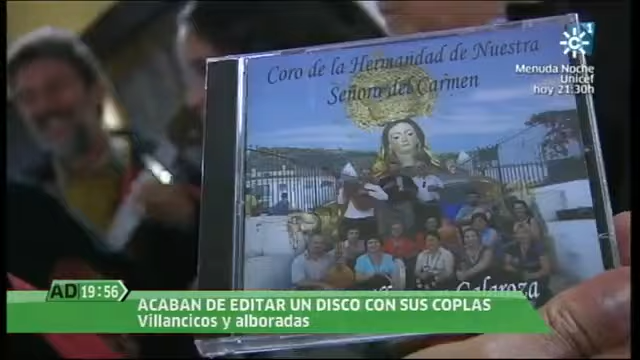 Coro de la Hermandad de Nuestra
Señora del Carmen
Menuda Noche
Unicef
hoy 21:30h
Galaroza
AD 19:56
ACABAN DE EDITAR UN DISCO CON SUS COPLAS
Villancicos y alboradas